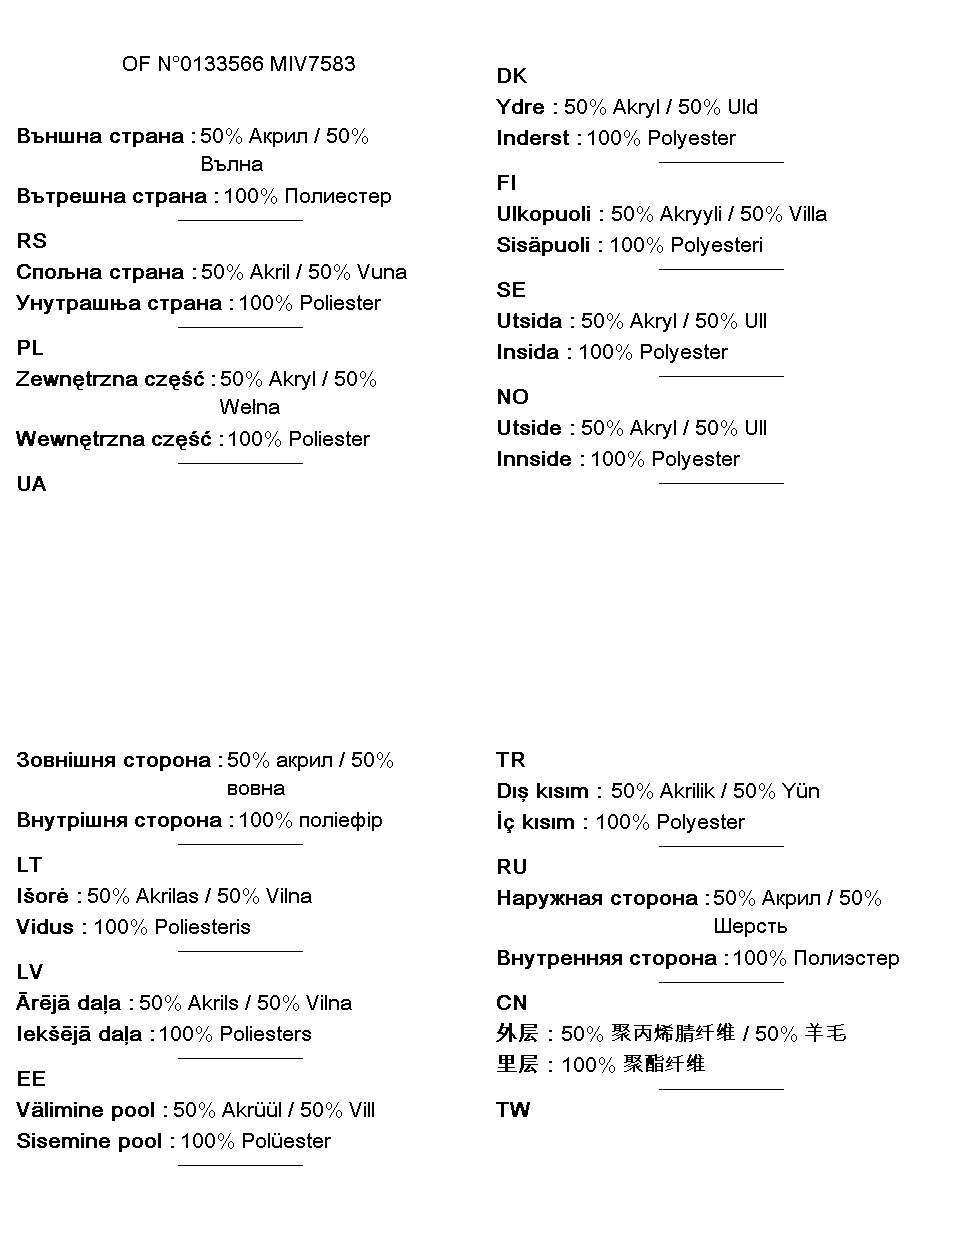 OF N°0133566 MIV7583
Външна страна : 50% Акрил / 50%
Вълна
Вътрешна страна : 100% Полиестер
RS
Спољна страна : 50% Akril / 50% Vuna
Унутрашња страна : 100% Poliester
PL
Zewnętrzna część : 50% Akryl / 50%
Wełna
Wewnętrzna część : 100% Poliester
UA
DK
Ydre : 50% Akryl / 50% Uld
Inderst : 100% Polyester
FI
Ulkopuoli : 50% Akryyli / 50% Villa
Sisäpuoli : 100% Polyesteri
SE
Utsida : 50% Akryl / 50% Ull
Insida : 100% Polyester
NO
Utside : 50% Akryl / 50% Ull
Innside : 100% Polyester
Зовнішня сторона : 50% акрил / 50%
вовна
Внутрішня сторона : 100% поліефір
LT
Išorė : 50% Akrilas / 50% Vilna
Vidus : 100% Poliesteris
LV
Ārējā daļa : 50% Akrils / 50% Vilna
Iekšējā daļa : 100% Poliesters
EE
Välimine pool : 50% Akrüül / 50% Vill
Sisemine pool : 100% Polüester
TR
Dış kısım : 50% Akrilik / 50% Yün
İç kısım : 100% Polyester
RU
Наружная сторона : 50% Акрил / 50%
Шерсть
Внутренняя сторона : 100% Полиэстер
CN
外层 : 50% 聚丙烯腈纤维 / 50% 羊毛
里层 : 100% 聚酯纤维
TW